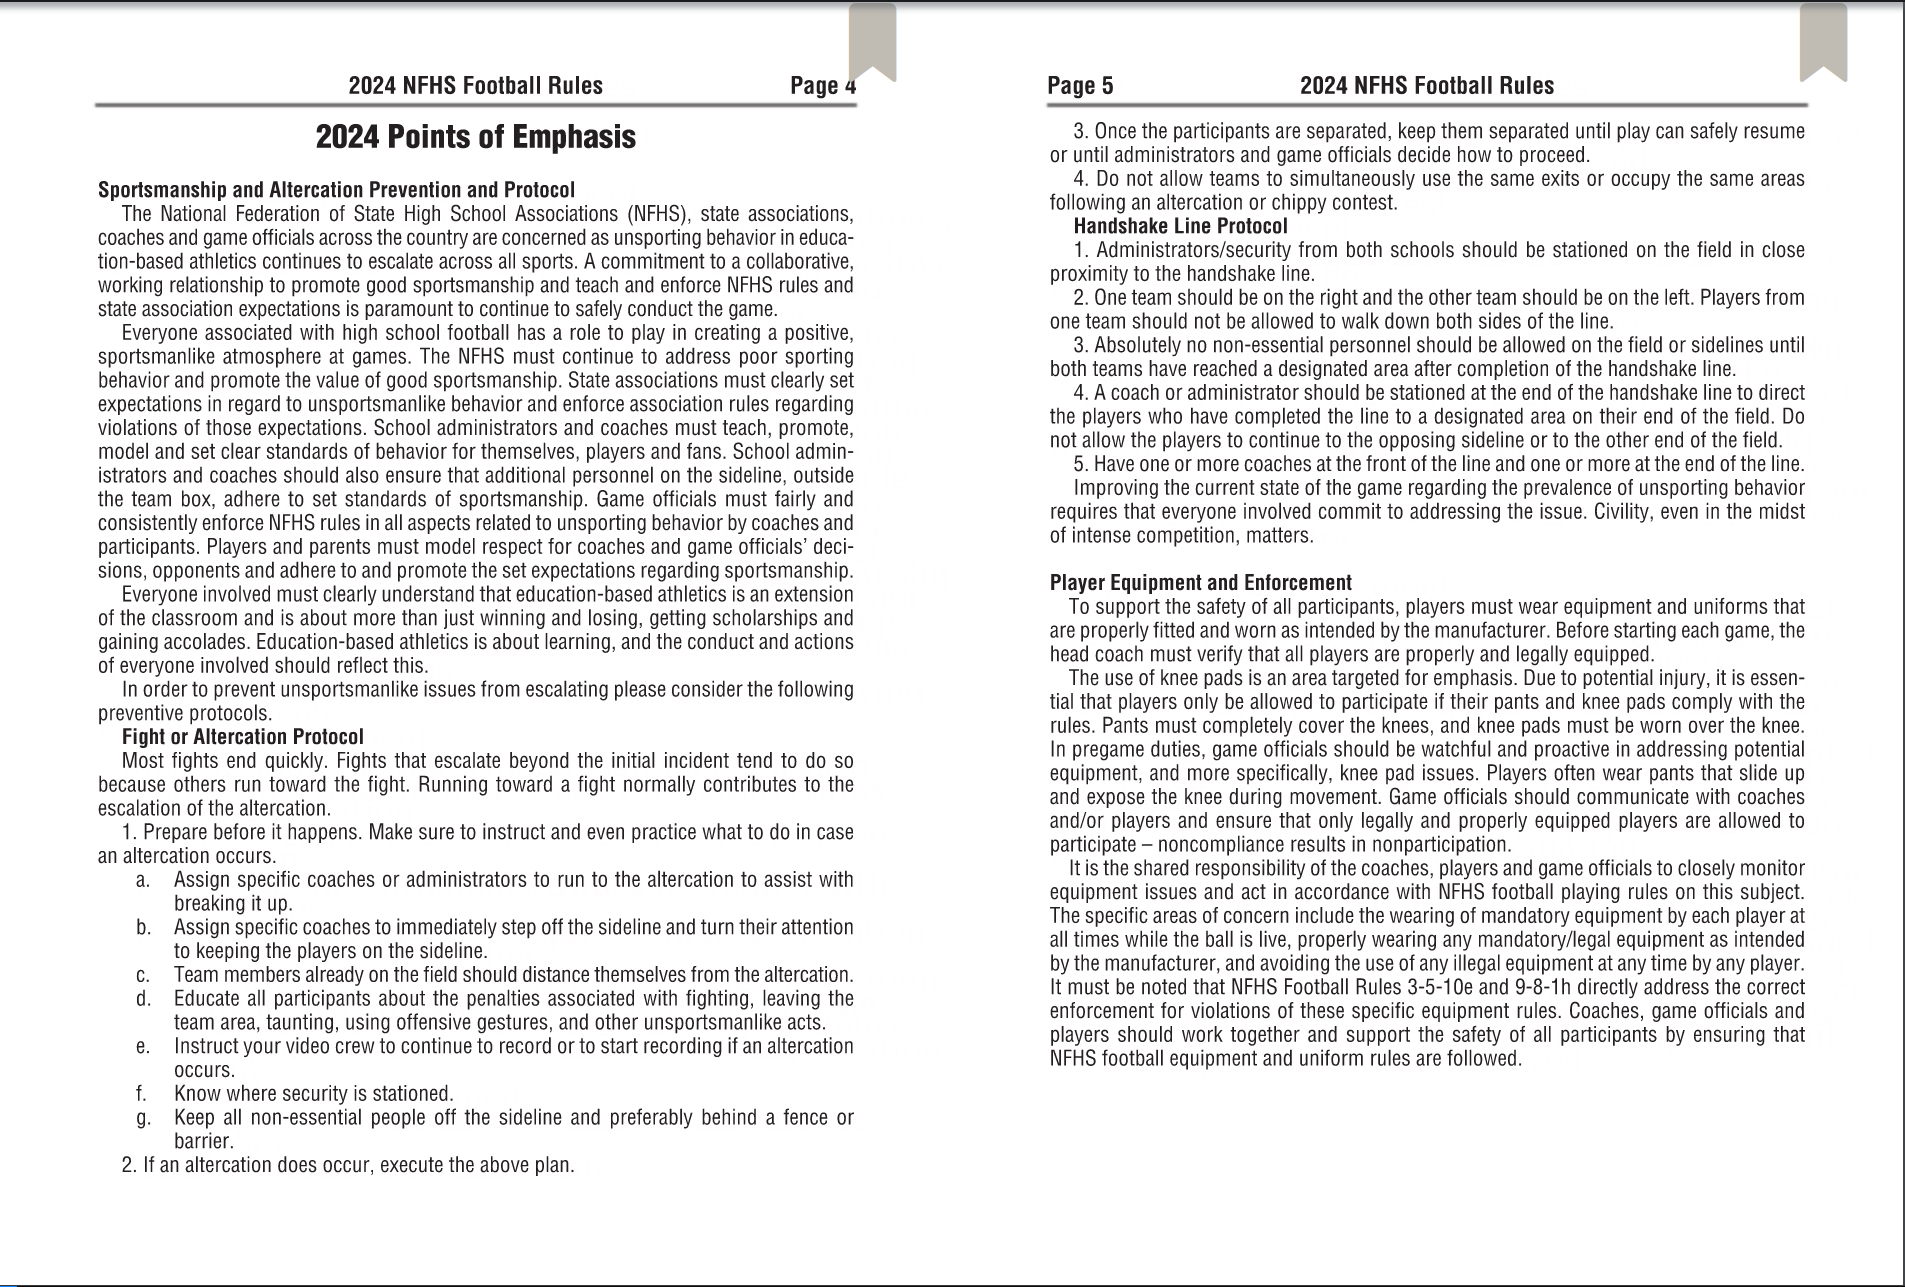 2024 NFHS Football Rules Page 4
2024 Points of Emphasis
Sportsmanship and Altercation Prevention and Protocol
The National Federation of State High School Associations (NFHS), state associations,
coaches and game officials across the country are concerned as unsporting behavior in educa-
tion-based athletics continues to escalate across all sports. A commitment to a collaborative,
working relationship to promote good sportsmanship and teach and enforce NFHS rules and
state association expectations is paramount to continue to safely conduct the game.
Everyone associated with high school football has a role to play in creating a positive,
sportsmanlike atmosphere at games. The NFHS must continue to address poor sporting
behavior and promote the value of good sportsmanship. State associations must clearly set
expectations in regard to unsportsmanlike behavior and enforce association rules regarding
violations of those expectations. School administrators and coaches must teach, promote,
model and set clear standards of behavior for themselves, players and fans. School admin-
istrators and coaches should also ensure that additional personnel on the sideline, outside
the team box, adhere to set standards of sportsmanship. Game officials must fairly and
consistently enforce NFHS rules in all aspects related to unsporting behavior by coaches and
participants. Players and parents must model respect for coaches and game officials’ deci-
sions, opponents and adhere to and promote the set expectations regarding sportsmanship.
Everyone involved must clearly understand that education-based athletics is an extension
of the classroom and is about more than just winning and losing, getting scholarships and
gaining accolades. Education-based athletics is about learning, and the conduct and actions
of everyone involved should reflect this.
In order to prevent unsportsmanlike issues from escalating please consider the following
preventive protocols.
Fight or Altercation Protocol
Most fights end quickly. Fights that escalate beyond the initial incident tend to do so
because others run toward the fight. Running toward a fight normally contributes to the
escalation of the altercation.
1. Prepare before it happens. Make sure to instruct and even practice what to do in case
an altercation occurs.
a. Assign specific coaches or administrators to run to the altercation to assist with
breaking it up.
b. Assign specific coaches to immediately step off the sideline and turn their attention
to keeping the players on the sideline.
c. Team members already on the field should distance themselves from the altercation.
d. Educate all participants about the penalties associated with fighting, leaving the
team area, taunting, using offensive gestures, and other unsportsmanlike acts.
e. Instruct your video crew to continue to record or to start recording if an altercation
occurs.
f. Know where security is stationed.
g. Keep all non-essential people off the sideline and preferably behind a fence or
barrier.
2. If an altercation does occur, execute the above plan.
Page 5 2024 NFHS Football Rules
3. Once the participants are separated, keep them separated until play can safely resume
or until administrators and game officials decide how to proceed.
4. Do not allow teams to simultaneously use the same exits or occupy the same areas
following an altercation or chippy contest.
Handshake Line Protocol
1. Administrators/security from both schools should be stationed on the field in close
proximity to the handshake line.
2. One team should be on the right and the other team should be on the left. Players from
one team should not be allowed to walk down both sides of the line.
3. Absolutely no non-essential personnel should be allowed on the field or sidelines until
both teams have reached a designated area after completion of the handshake line.
4. A coach or administrator should be stationed at the end of the handshake line to direct
the players who have completed the line to a designated area on their end of the field. Do
not allow the players to continue to the opposing sideline or to the other end of the field.
5. Have one or more coaches at the front of the line and one or more at the end of the line.
Improving the current state of the game regarding the prevalence of unsporting behavior
requires that everyone involved commit to addressing the issue. Civility, even in the midst
of intense competition, matters.
Player Equipment and Enforcement
To support the safety of all participants, players must wear equipment and uniforms that
are properly fitted and worn as intended by the manufacturer. Before starting each game, the
head coach must verify that all players are properly and legally equipped.
The use of knee pads is an area targeted for emphasis. Due to potential injury, it is essen-
tial that players only be allowed to participate if their pants and knee pads comply with the
rules. Pants must completely cover the knees, and knee pads must be worn over the knee.
In pregame duties, game officials should be watchful and proactive in addressing potential
equipment, and more specifically, knee pad issues. Players often wear pants that slide up
and expose the knee during movement. Game officials should communicate with coaches
and/or players and ensure that only legally and properly equipped players are allowed to
participate – noncompliance results in nonparticipation.
It is the shared responsibility of the coaches, players and game officials to closely monitor
equipment issues and act in accordance with NFHS football playing rules on this subject.
The specific areas of concern include the wearing of mandatory equipment by each player at
all times while the ball is live, properly wearing any mandatory/legal equipment as intended
by the manufacturer, and avoiding the use of any illegal equipment at any time by any player.
It must be noted that NFHS Football Rules 3-5-10e and 9-8-1h directly address the correct
enforcement for violations of these specific equipment rules. Coaches, game officials and
players should work together and support the safety of all participants by ensuring that
NFHS football equipment and uniform rules are followed.